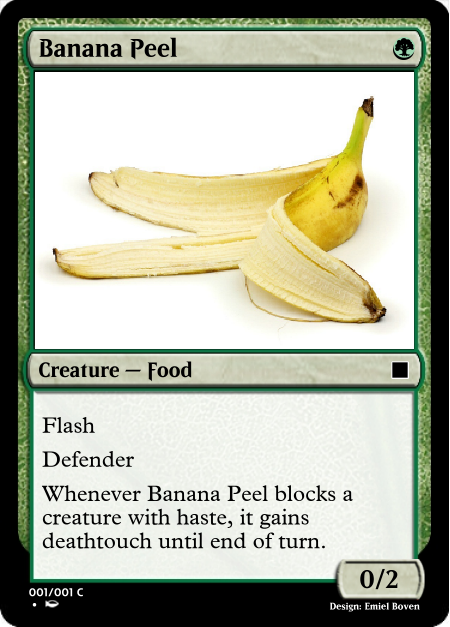 Banana Peel
Creature — Food
Flash
Defender
Whenever Banana Peel blocks a
creature with haste, it gains
deathtouch until end of turn.
0/2
001/001 C
Design: Emiel Boven